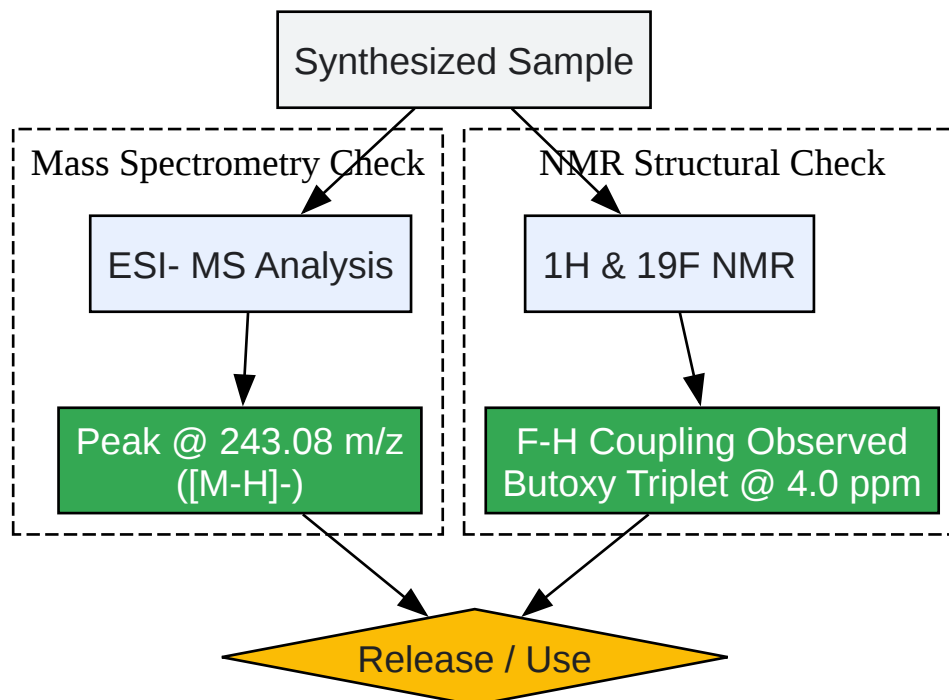 Synthesized Sample
Mass Spectrometry Check
NMR Structural Check
ESI- MS Analysis
1H & 19F NMR
Peak @ 243.08 m/z
([M-H]-)
F-H Coupling Observed
Butoxy Triplet @ 4.0 ppm
Release / Use